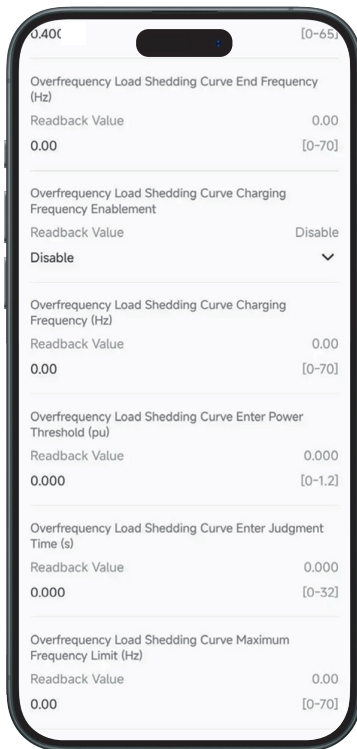 0.400 [0-65]
Overfrequency Load Shedding Curve End Frequency
(Hz)
Readback Value 0.00
0.00 [0-70]
Overfrequency Load Shedding Curve Charging
Frequency Enablement
Readback Value Disable
Disable
Overfrequency Load Shedding Curve Charging
Frequency (Hz)
Readback Value 0.00
0.00 [0-70]
Overfrequency Load Shedding Curve Enter Power
Threshold (pu)
Readback Value 0.000
0.000 [0-1.2]
Overfrequency Load Shedding Curve Enter Judgment
Time (s)
Readback Value 0.000
0.000 [0-32]
Overfrequency Load Shedding Curve Maximum
Frequency Limit (Hz)
Readback Value 0.00
0.00 [0-70]